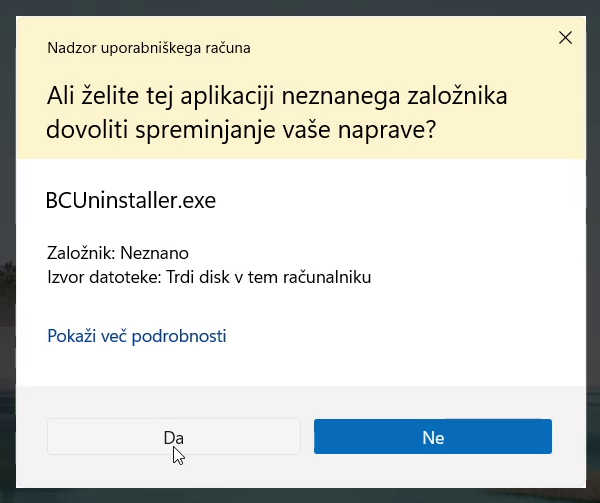 Nadzor uporabniškega računa
Ali želite tej aplikaciji neznanega založnika
dovoliti spreminjanje vaše naprave?
BCUninstaller.exe
Založnik: Neznano
Izvor datoteke: Trdi disk v tem računalniku
Pokaži več podrobnosti
Da
Ne